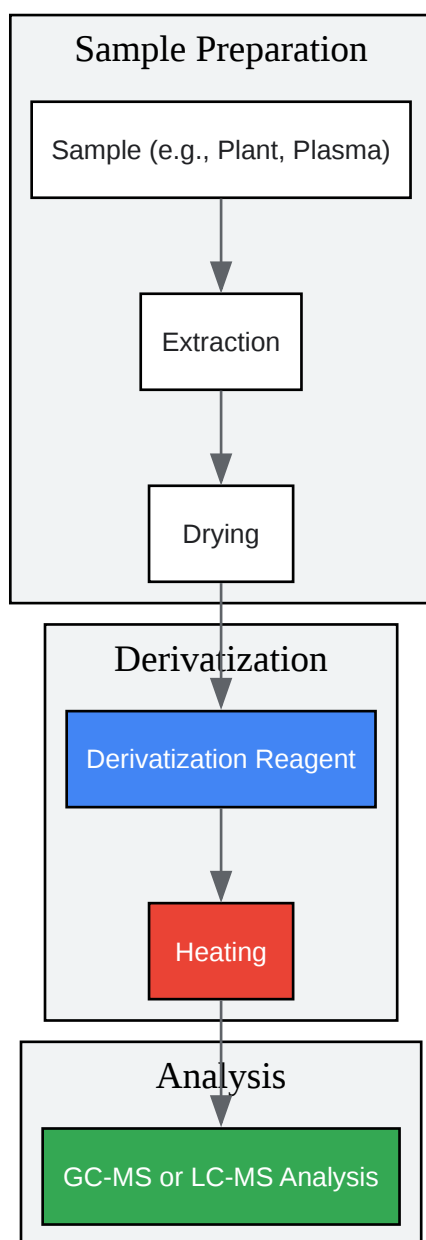 Sample Preparation
Sample (e.g., Plant, Plasma)
Extraction
Drying
Derivatization
Derivatization Reagent
Heating
Analysis
GC-MS or LC-MS Analysis